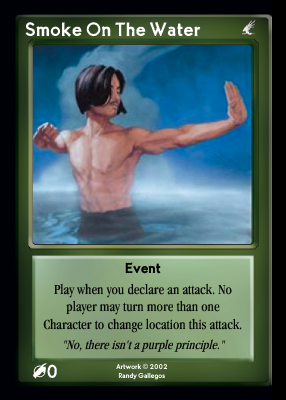 Smoke On The Water
Event
Play when you declare an attack. No
player may turn more than one
Character to change location this attack.
"No, there isn't a purple principle."
0
Artwork © 2002
Randy Gallegos